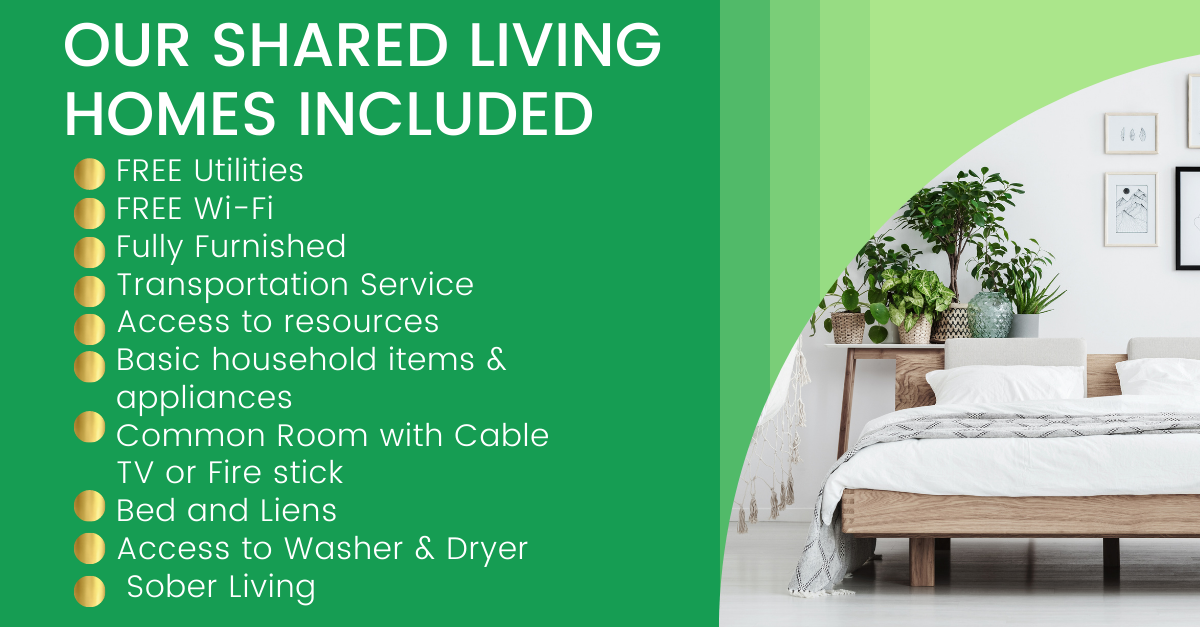 OUR SHARED LIVING
HOMES INCLUDED
FREE Utilities
FREE Wi-Fi
Fully Furnished
Transportation Service
Access to resources
Basic household items &
appliances
Common Room with Cable
TV or Fire stick
Bed and Liens
Access to Washer & Dryer
Sober Living